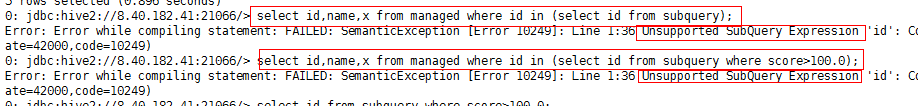 5 rows selected (0.896 seconds)
0: jdbc:hive2://8.40.182.41:21066/> select id,name,x from managed where id in (select id from subquery);
Error: Error while compiling statement: FAILED: SemanticException [Error 10249]: Line 1:36 Unsupported SubQuery Expression 'id': Co
ate=42000,code=10249)
0: jdbc:hive2://8.40.182.41:21066/> select id,name,x from managed where id in (select id from subquery where score>100.0);
Error: Error while compiling statement: FAILED: SemanticException [Error 10249]: Line 1:36 Unsupported SubQuery Expression 'id': Co
ate=42000,code=10249)
0: jdbc:hive2://8.40.182.41:21066/> select id from subquery where score>100.0;